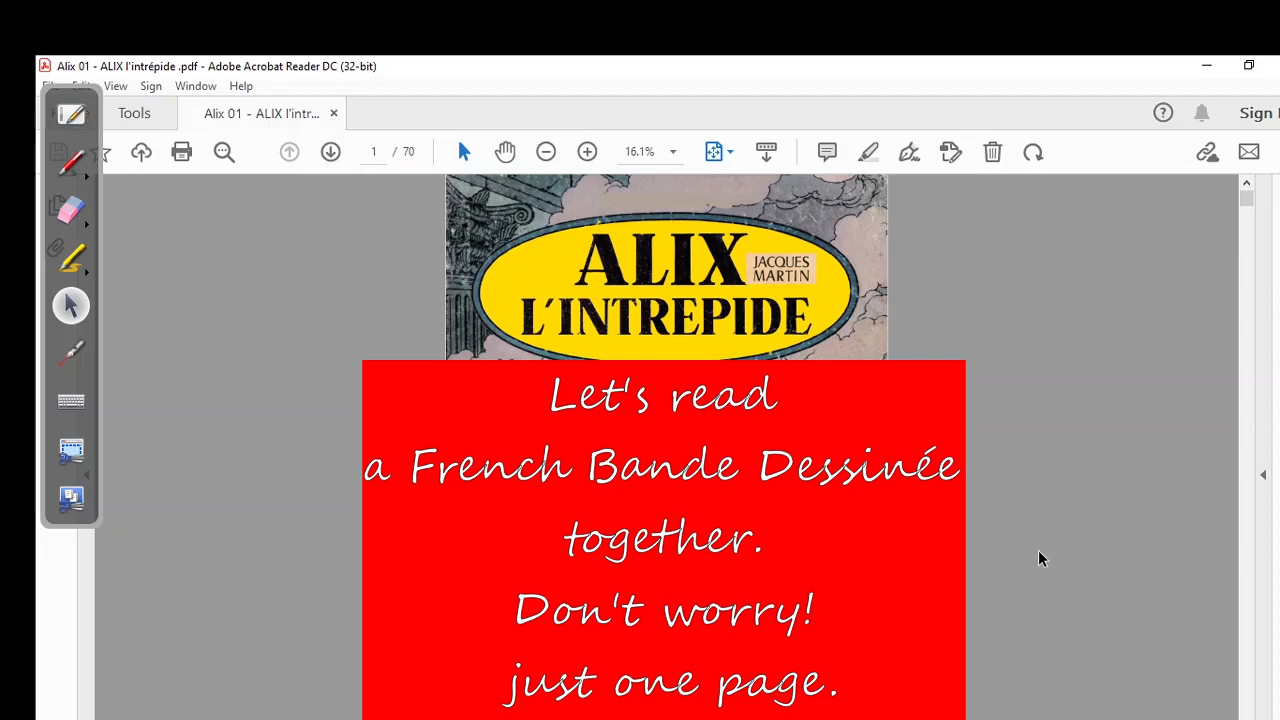 Alix 01 - ALIX l'intrépide .pdf - Adobe Acrobat Reader DC (32-bit)
View Sign Window Help
Tools
Alix 01 - ALIX l'intr...
Sign
1 / 70
16.1%
ALIX
JACQUES
MARTIN
L'INTREPIDE
Let's read
a French Bande Dessinée
together.
Don't worry!
just one page.